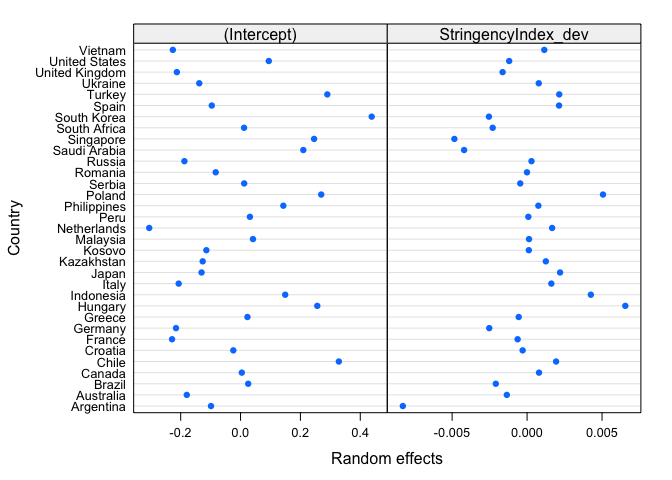 (Intercept) StringencyIndex_dev
Vietnam
United States
United Kingdom
Ukraine
Turkey
Spain
South Korea
South Africa
Singapore
Saudi Arabia
Russia
Romania
Serbia
Poland
Philippines
Peru
Netherlands
Malaysia
Kosovo
Kazakhstan
Japan
Italy
Indonesia
Hungary
Greece
Germany
France
Croatia
Chile
Canada
Brazil
Australia
Argentina
Country
-0.2 0.0 0.2 0.4 -0.005 0.000 0.005
Random effects